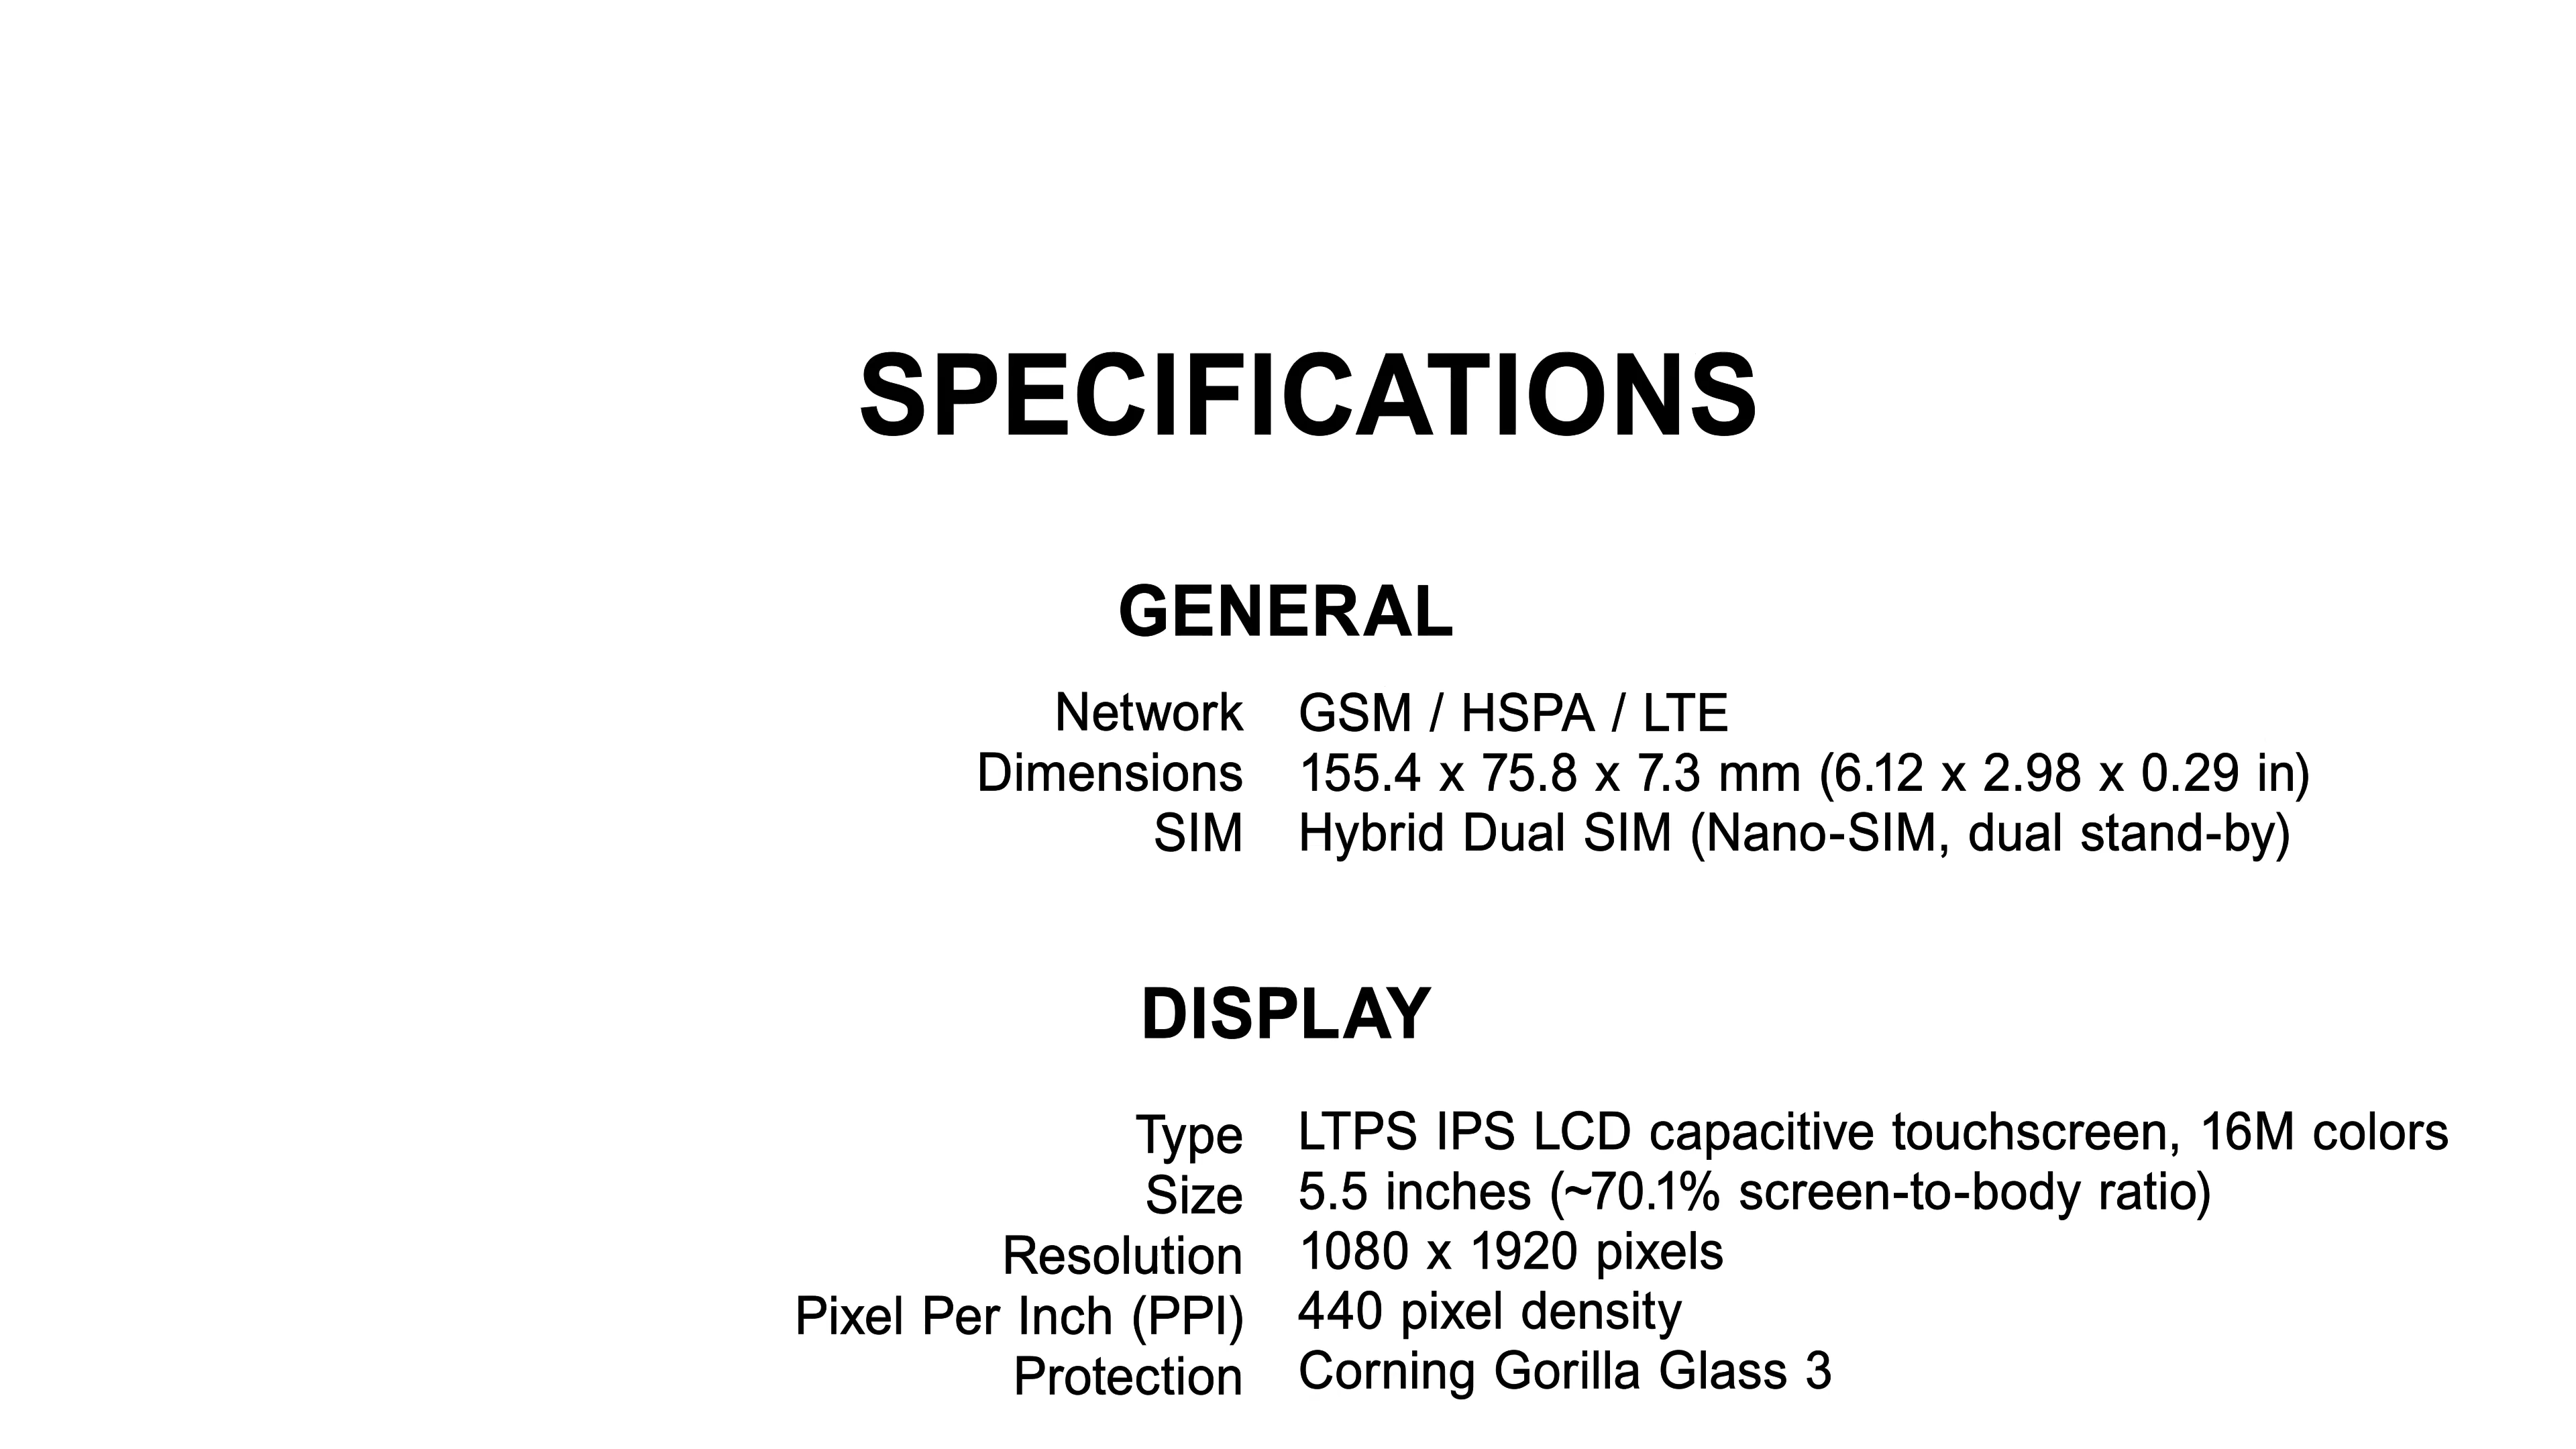 SPECIFICATIONS
GENERAL
Network GSM / HSPA / LTE
Dimensions 155.4 x 75.8 x 7.3 mm (6.12 x 2.98 x 0.29 in)
SIM Hybrid Dual SIM (Nano-SIM, dual stand-by)
DISPLAY
Type LTPS IPS LCD capacitive touchscreen, 16M colors
Size 5.5 inches (~70.1% screen-to-body ratio)
Resolution 1080 x 1920 pixels
Pixel Per Inch (PPI) 440 pixel density
Protection Corning Gorilla Glass 3